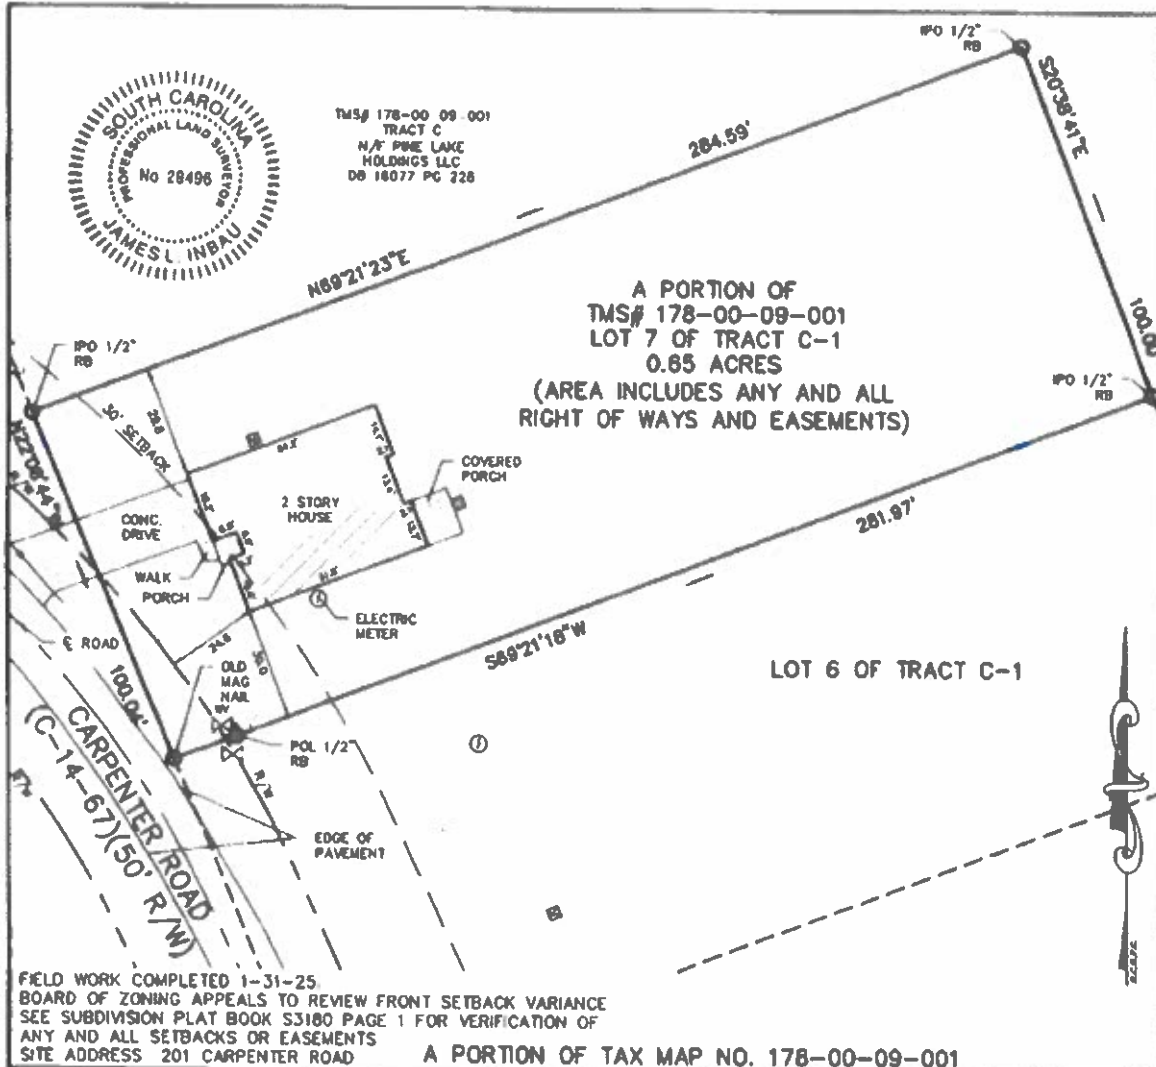 SOUTH CAROLINA
PROFESSIONAL LAND SURVEYOR
No 28496
JAMES L. INBAU
TMS# 178-00 09-001
TRACT C
N/F PINE LAKE
HOLDINGS LLC
IPO 1/2"
RB
S20°38'41"E
284.59'
N69°21'23"E
A PORTION OF
TMS# 178-00-09-001
LOT 7 OF TRACT C-1
0.65 ACRES
(AREA INCLUDES ANY AND ALL
RIGHT OF WAYS AND EASEMENTS)
100.00
IPO 1/2"
RB
IPO 1/2"
RB
30' SETBACK
COVERED
PORCH
2 STORY
HOUSE
CONC.
DRIVE
WALK
PORCH
ELECTRIC
METER
281.97'
S69°21'18"W
℄ ROAD
24.8
30.0
100.04'
OLD
MAG
NAIL
POL 1/2"
RB
R/W
LOT 6 OF TRACT C-1
CARPENTER ROAD
(C-14-67)(50' R/W)
EDGE OF
PAVEMENT
FIELD WORK COMPLETED 1-31-25
BOARD OF ZONING APPEALS TO REVIEW FRONT SETBACK VARIANCE
SEE SUBDIVISION PLAT BOOK S3180 PAGE 1 FOR VERIFICATION OF
ANY AND ALL SETBACKS OR EASEMENTS
SITE ADDRESS 201 CARPENTER ROAD
A PORTION OF TAX MAP NO. 178-00-09-001